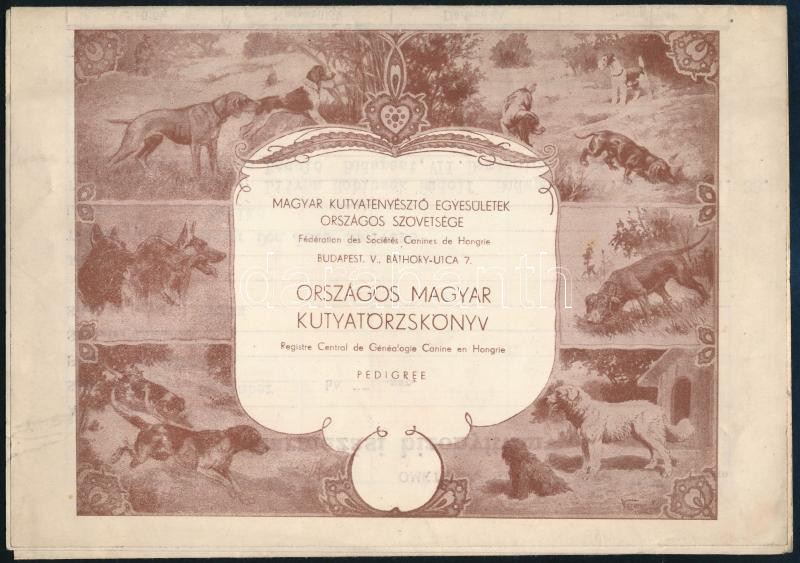 MAGYAR KUTYATENYÉSZTŐ EGYESÜLETEK
ORSZÁGOS SZÖVETSÉGE
Fédération des Sociétés Canines de Hongrie
BUDAPEST. V., BÁTHORY-UTCA 7.
ORSZÁGOS MAGYAR
KUTYATÖRZSKÖNYV
Registre Central de Généalogie Canine en Hongrie
PEDIGREE
darabanth